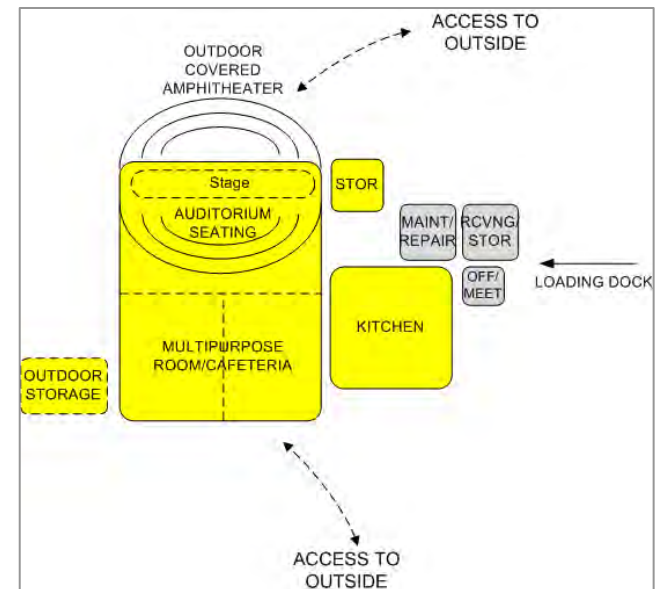 ACCESS TO
OUTSIDE
OUTDOOR
COVERED
AMPHITHEATER
Stage
STOR
AUDITORIUM
SEATING
MAINT/
REPAIR
RCVNG/
STOR
OFF/
MEET
LOADING DOCK
KITCHEN
MULTIPURPOSE
ROOM/CAFETERIA
OUTDOOR
STORAGE
ACCESS TO
OUTSIDE